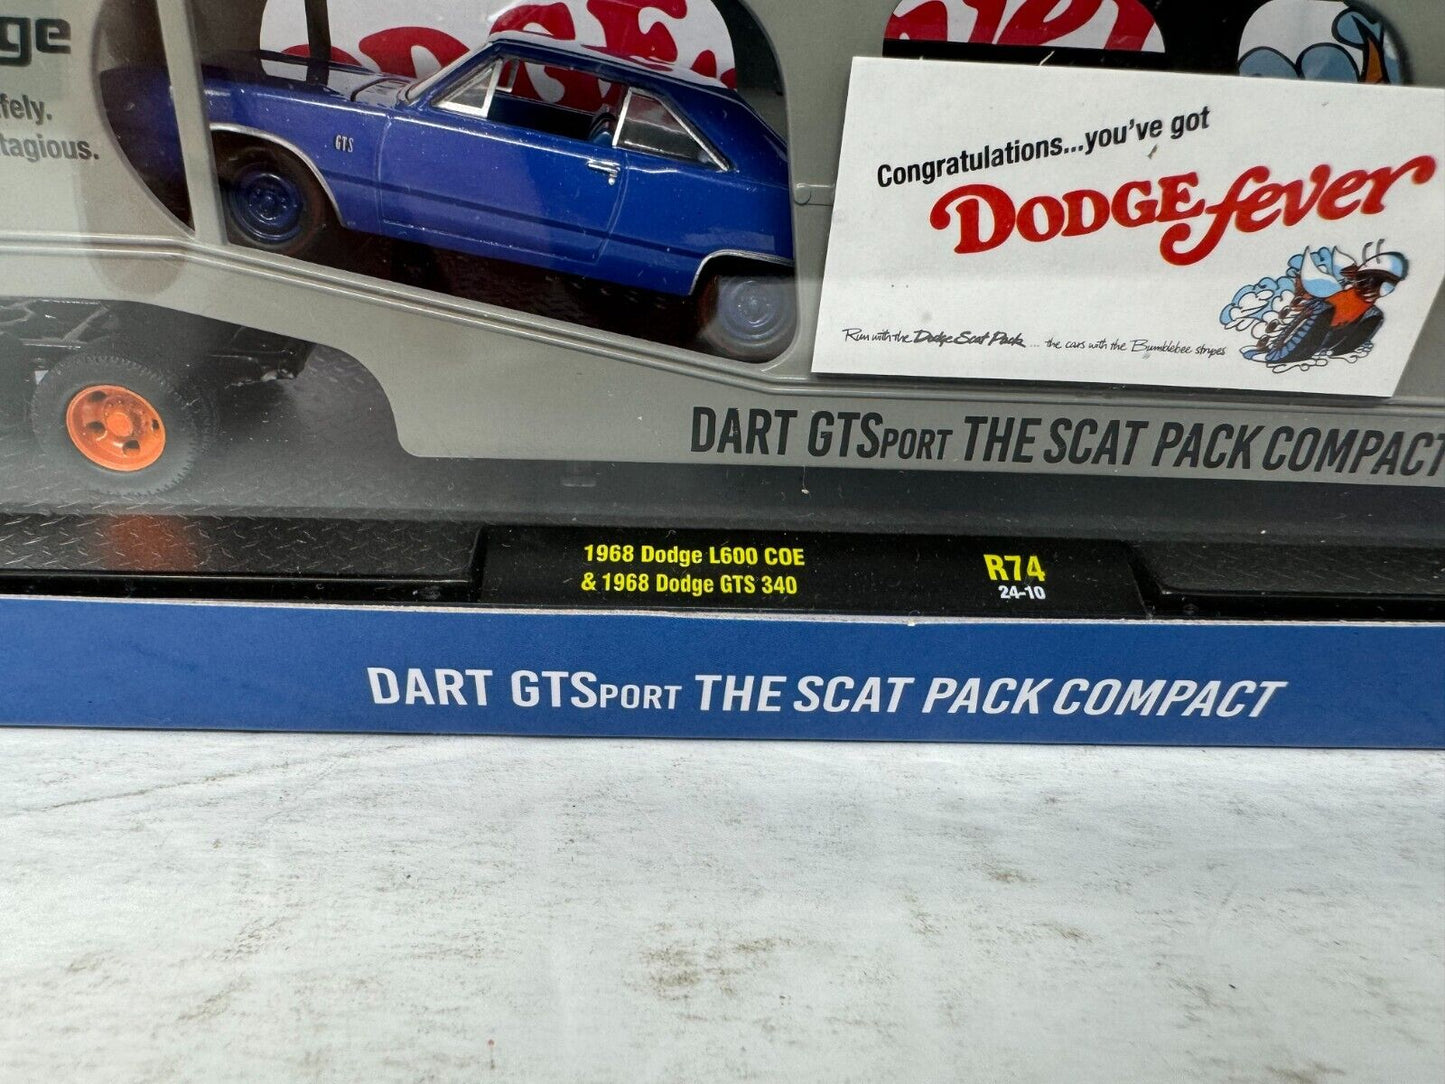 ge
fely.
tagious.
GTS
Congratulations...you've got
DODGE fever
Run with the Dodge Scat Pack... the cars with the Bumblebee stripes
DART GTSPORT THE SCAT PACK COMPACT
1968 Dodge L600 COE
& 1968 Dodge GTS 340
R74
24-10
DART GTSPORT THE SCAT PACK COMPACT